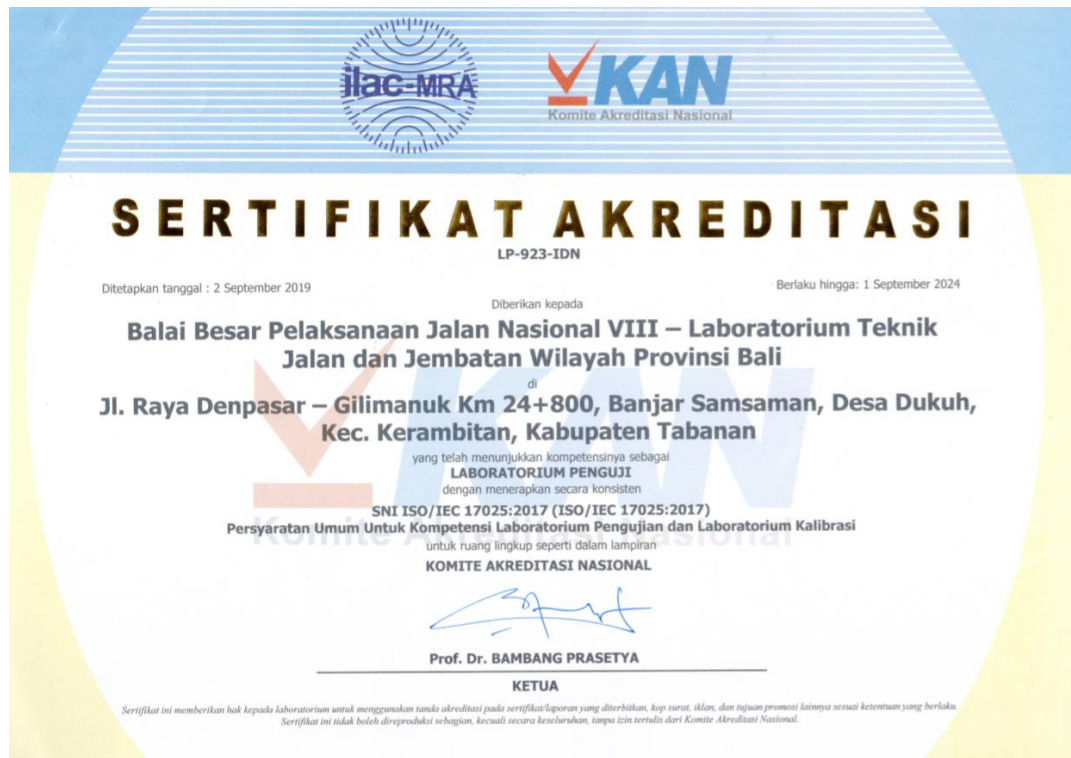 ilac-MRA
KAN
Komite Akreditasi Nasional
SERTIFIKAT AKREDITASI
LP-923-IDN
Ditetapkan tanggal : 2 September 2019
Berlaku hingga: 1 September 2024
Diberikan kepada
Balai Besar Pelaksanaan Jalan Nasional VIII – Laboratorium Teknik
Jalan dan Jembatan Wilayah Provinsi Bali
di
Jl. Raya Denpasar – Gilimanuk Km 24+800, Banjar Samsaman, Desa Dukuh,
Kec. Kerambitan, Kabupaten Tabanan
yang telah menunjukkan kompetensinya sebagai
LABORATORIUM PENGUJI
dengan menerapkan secara konsisten
SNI ISO/IEC 17025:2017 (ISO/IEC 17025:2017)
Persyaratan Umum Untuk Kompetensi Laboratorium Pengujian dan Laboratorium Kalibrasi
untuk ruang lingkup seperti dalam lampiran
KOMITE AKREDITASI NASIONAL
Prof. Dr. BAMBANG PRASETYA
KETUA
Sertifikat ini memberikan hak kepada laboratorium untuk menggunakan tanda akreditasi pada sertifikat/laporan yang diterbitkan, kop surat, iklan, dan tujuan promosi lainnya sesuai ketentuan yang berlaku.
Sertifikat ini tidak boleh direproduksi sebagian, kecuali secara keseluruhan, tanpa izin tertulis dari Komite Akreditasi Nasional.
KAN
Komite Akreditasi Nasional